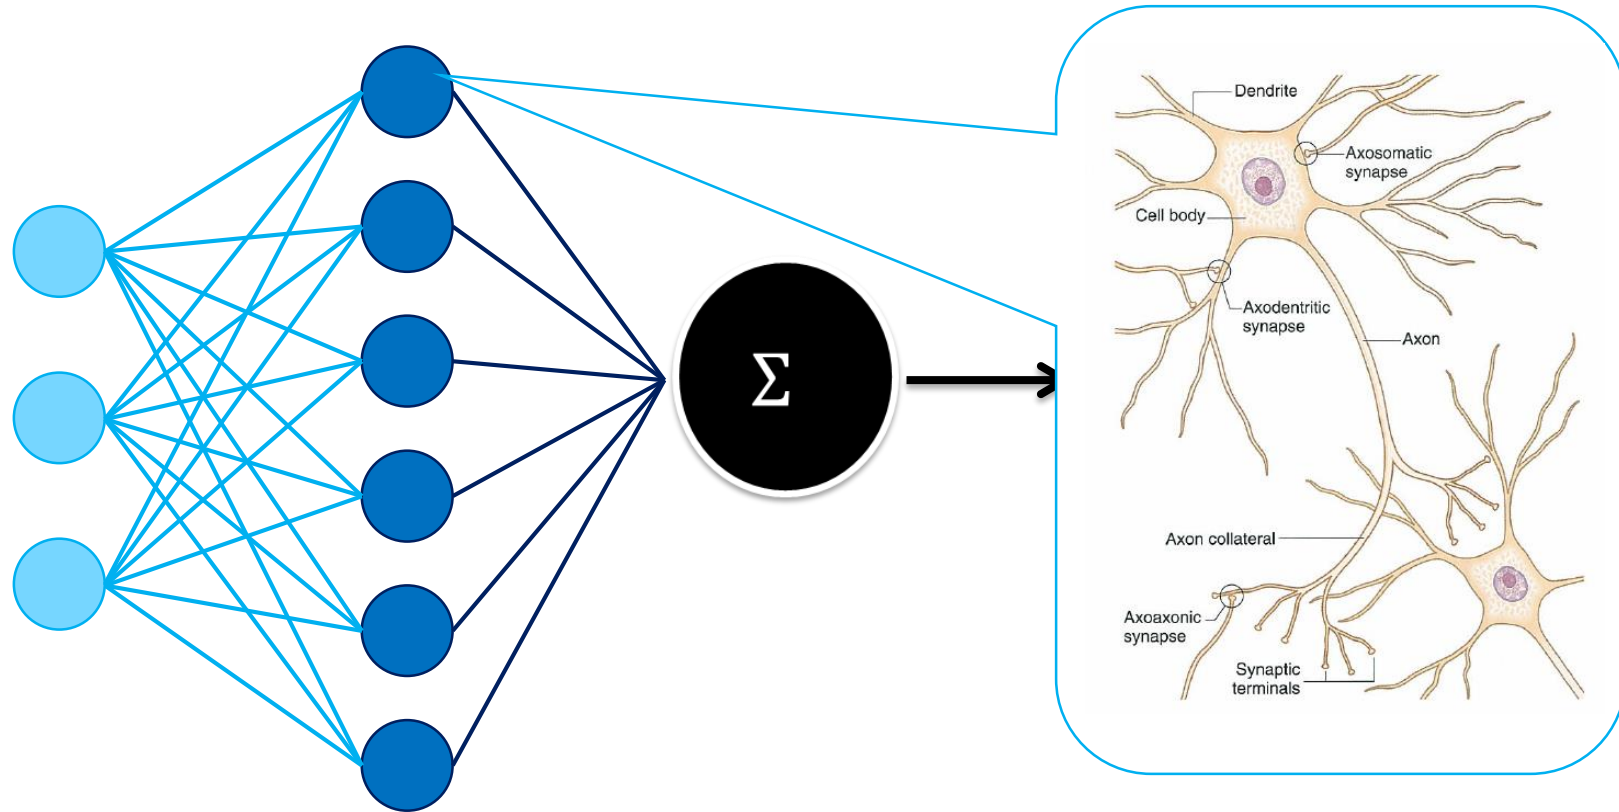 Σ
Dendrite
Axosomatic
synapse
Cell body
Axodentritic
synapse
Axon
Axon collateral
Axoaxonic
synapse
Synaptic
terminals